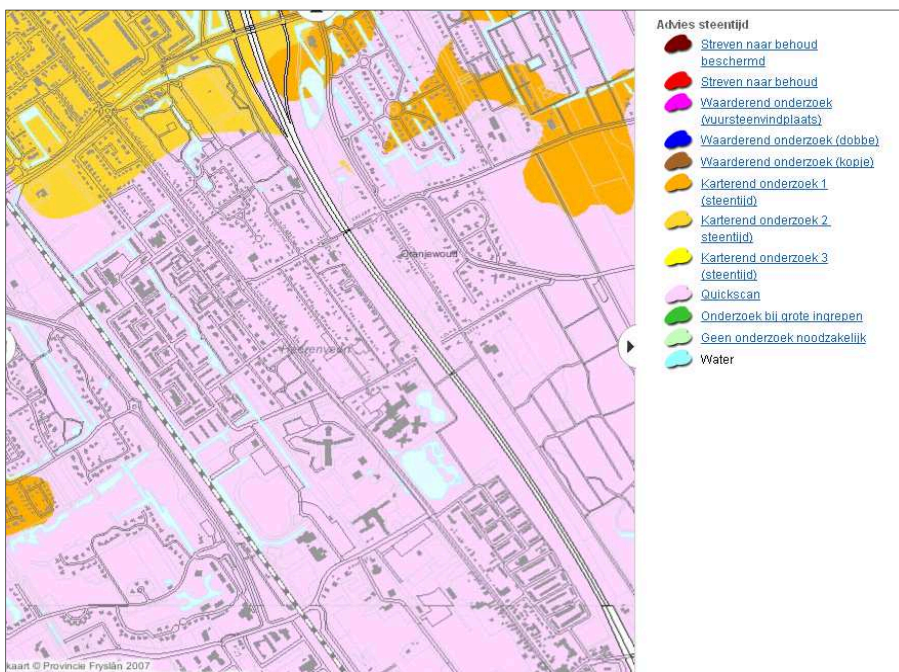 Advies steentijd
Streven naar behoud
beschermd
Streven naar behoud
Waarderend onderzoek
(vuursteenvindplaats)
Waarderend onderzoek (dobbe)
Waarderend onderzoek (kopje)
Karterend onderzoek 1
(steentijd)
Karterend onderzoek 2
steentijd)
Karterend onderzoek 3
(steentijd)
Quickscan
Onderzoek bij grote ingrepen
Geen onderzoek noodzakelijk
Water
Oranjewoud
Heerenveen
kaart © Provincie Fryslân 2007